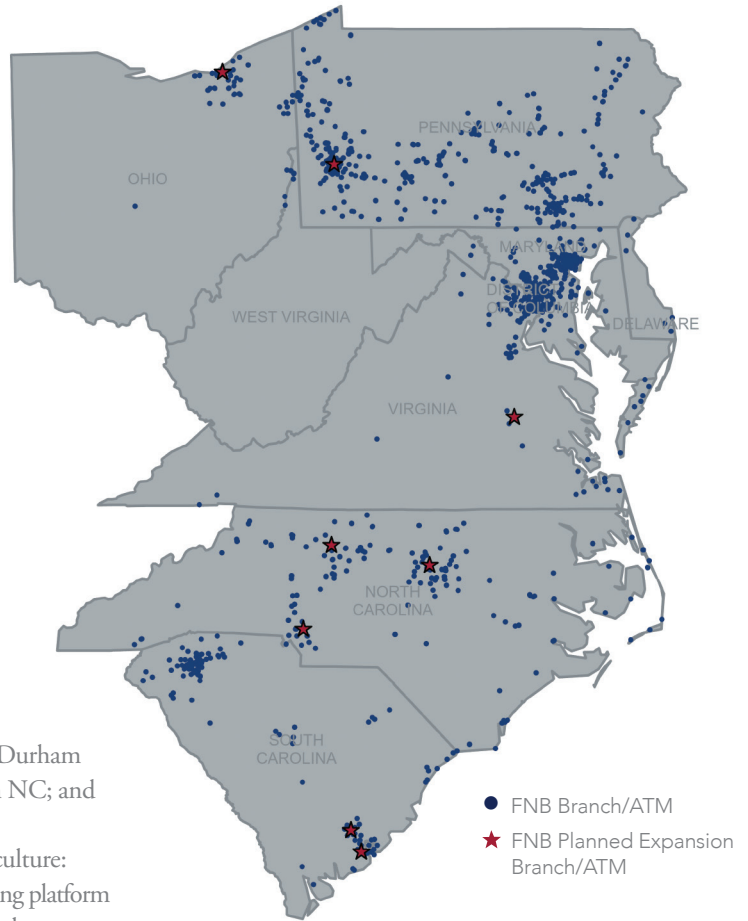 PENNSYLVANIA
OHIO
MARYLAND
DISTRICT
OF COLUMBIA
WEST VIRGINIA
DELAWARE
VIRGINIA
NORTH
CAROLINA
SOUTH
CAROLINA
Durham
NC; and
culture:
ing platform
FNB Branch/ATM
FNB Planned Expansion
Branch/ATM